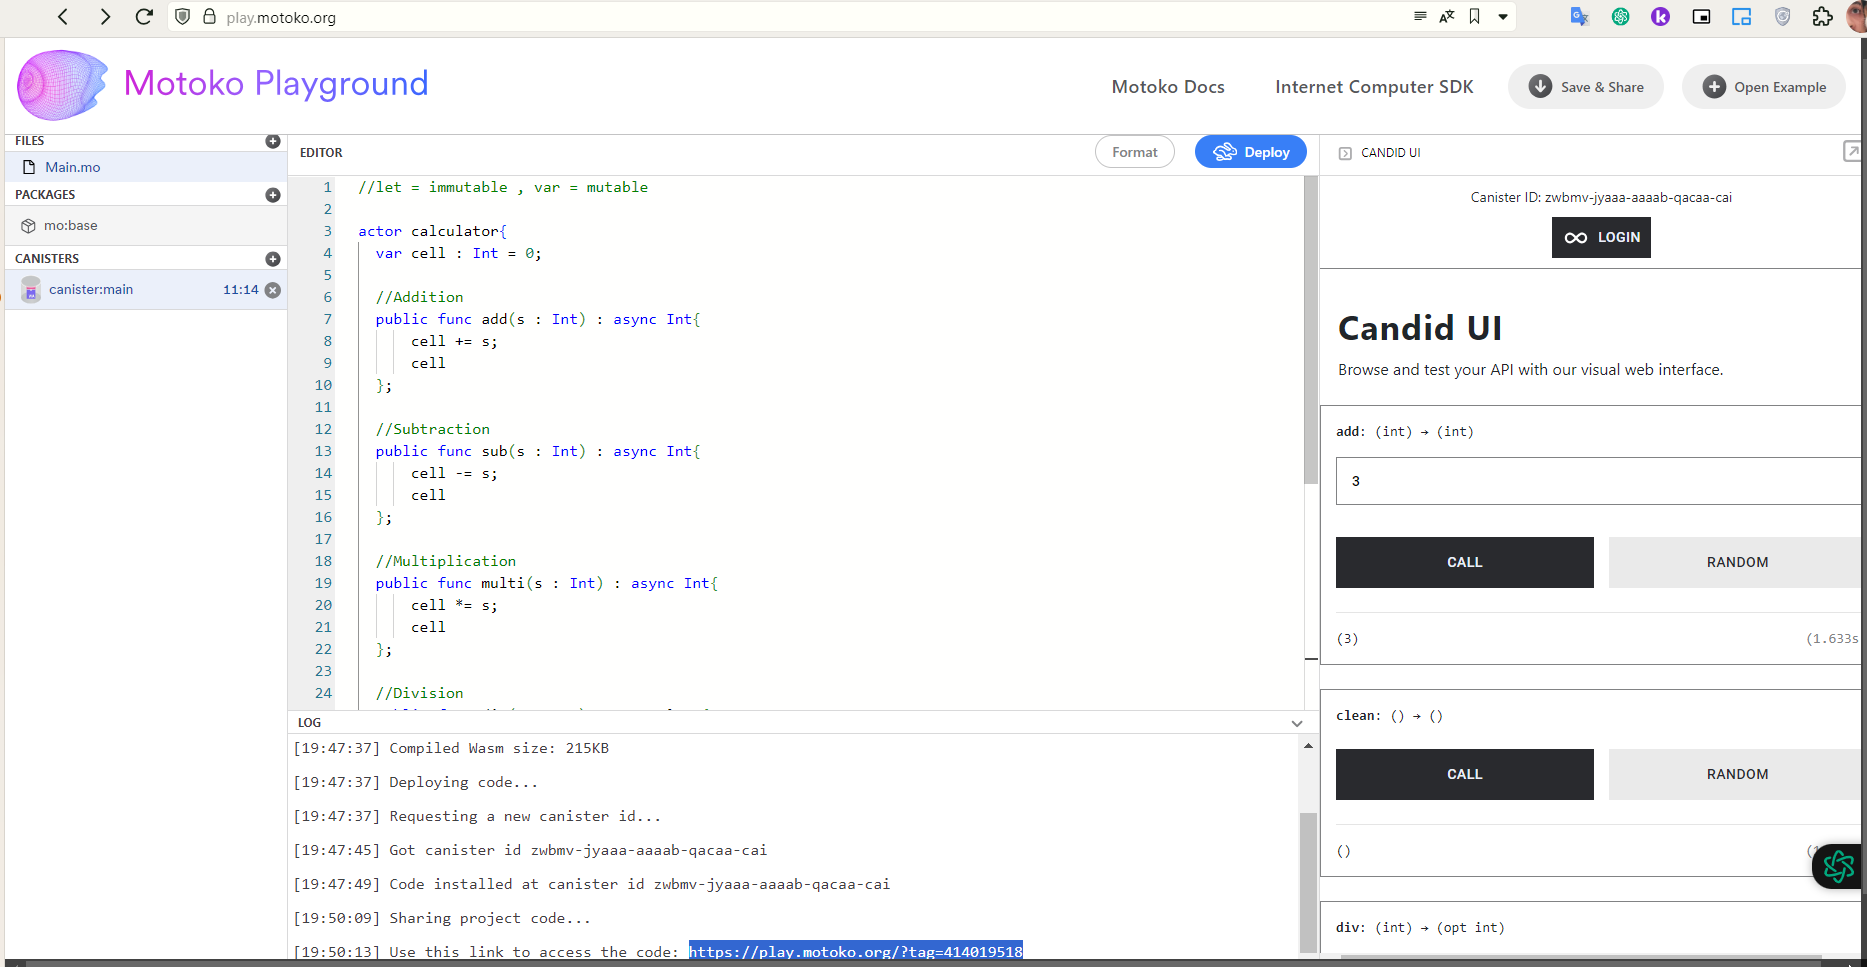 play.motoko.org
Motoko Playground
Motoko Docs
Internet Computer SDK
Save & Share
Open Example
FILES
Main.mo
PACKAGES
mo:base
CANISTERS
canister:main 11:14
EDITOR
Format
Deploy
1 //let = immutable , var = mutable
2
3 actor calculator{
4 var cell : Int = 0;
5
6 //Addition
7 public func add(s : Int) : async Int{
8 cell += s;
9 cell
10 };
11
12 //Subtraction
13 public func sub(s : Int) : async Int{
14 cell -= s;
15 cell
16 };
17
18 //Multiplication
19 public func multi(s : Int) : async Int{
20 cell *= s;
21 cell
22 };
23
24 //Division
LOG
[19:47:37] Compiled Wasm size: 215KB
[19:47:37] Deploying code...
[19:47:37] Requesting a new canister id...
[19:47:45] Got canister id zwbmv-jyaaa-aaaab-qacaa-cai
[19:47:49] Code installed at canister id zwbmv-jyaaa-aaaab-qacaa-cai
[19:50:09] Sharing project code...
[19:50:13] Use this link to access the code: https://play.motoko.org/?tag=414019518
CANDID UI
Canister ID: zwbmv-jyaaa-aaaab-qacaa-cai
LOGIN
Candid UI
Browse and test your API with our visual web interface.
add: (int) → (int)
3
CALL
RANDOM
(3)
(1.633s
clean: () → ()
CALL
RANDOM
()
div: (int) → (opt int)